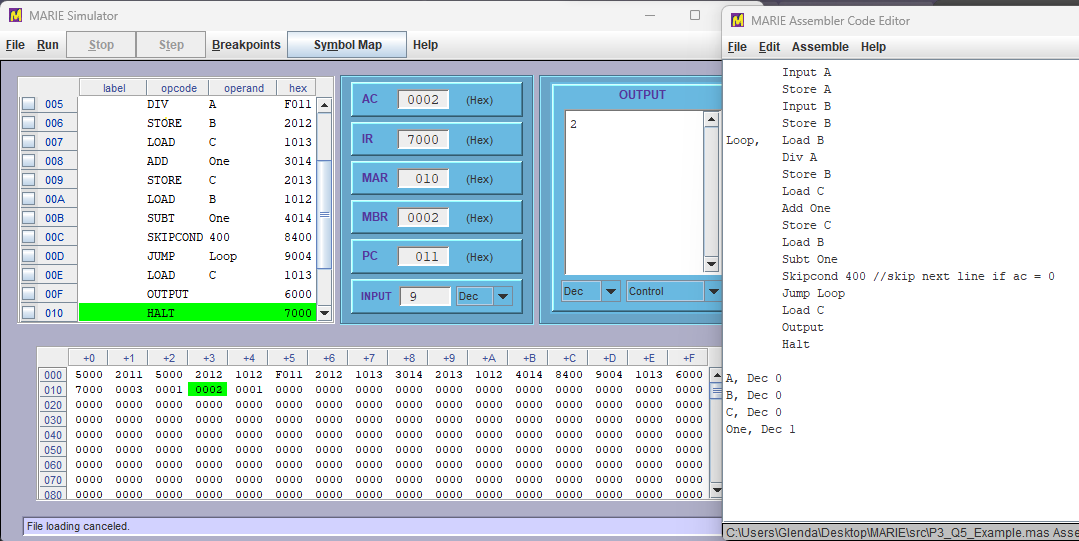 MARIE Simulator
File Run Stop Step Breakpoints Symbol Map Help
label opcode operand hex
005 DIV A F011
006 STORE B 2012
007 LOAD C 1013
008 ADD One 3014
009 STORE C 2013
00A LOAD B 1012
00B SUBT One 4014
00C SKIPCOND 400 8400
00D JUMP Loop 9004
00E LOAD C 1013
00F OUTPUT 6000
010 HALT 7000
AC 0002 (Hex)
IR 7000 (Hex)
MAR 010 (Hex)
MBR 0002 (Hex)
PC 011 (Hex)
INPUT 9 Dec
OUTPUT
2
Dec Control
+0 +1 +2 +3 +4 +5 +6 +7 +8 +9 +A +B +C +D +E +F
000 5000 2011 5000 2012 1012 F011 2012 1013 3014 2013 1012 4014 8400 9004 1013 6000
010 7000 0003 0001 0002 0001 0000 0000 0000 0000 0000 0000 0000 0000 0000 0000 0000
020 0000 0000 0000 0000 0000 0000 0000 0000 0000 0000 0000 0000 0000 0000 0000 0000
030 0000 0000 0000 0000 0000 0000 0000 0000 0000 0000 0000 0000 0000 0000 0000 0000
040 0000 0000 0000 0000 0000 0000 0000 0000 0000 0000 0000 0000 0000 0000 0000 0000
050 0000 0000 0000 0000 0000 0000 0000 0000 0000 0000 0000 0000 0000 0000 0000 0000
060 0000 0000 0000 0000 0000 0000 0000 0000 0000 0000 0000 0000 0000 0000 0000 0000
070 0000 0000 0000 0000 0000 0000 0000 0000 0000 0000 0000 0000 0000 0000 0000 0000
080 0000 0000 0000 0000 0000 0000 0000 0000 0000 0000 0000 0000 0000 0000 0000 0000
File loading canceled.
MARIE Assembler Code Editor
File Edit Assemble Help
Input A
Store A
Input B
Store B
Loop, Load B
Div A
Store B
Load C
Add One
Store C
Load B
Subt One
Skipcond 400 //skip next line if ac = 0
Jump Loop
Load C
Output
Halt
A, Dec 0
B, Dec 0
C, Dec 0
One, Dec 1
C:\Users\Glenda\Desktop\MARIE\src\P3_Q5_Example.mas Asse